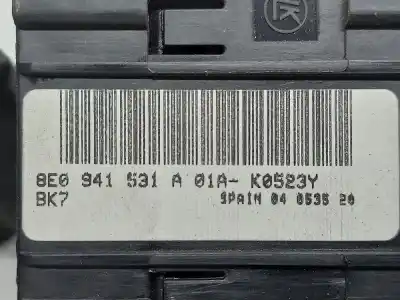 8E0 941 531 A 01A- K0523Y
BK7 SPAIN 04 0535 20